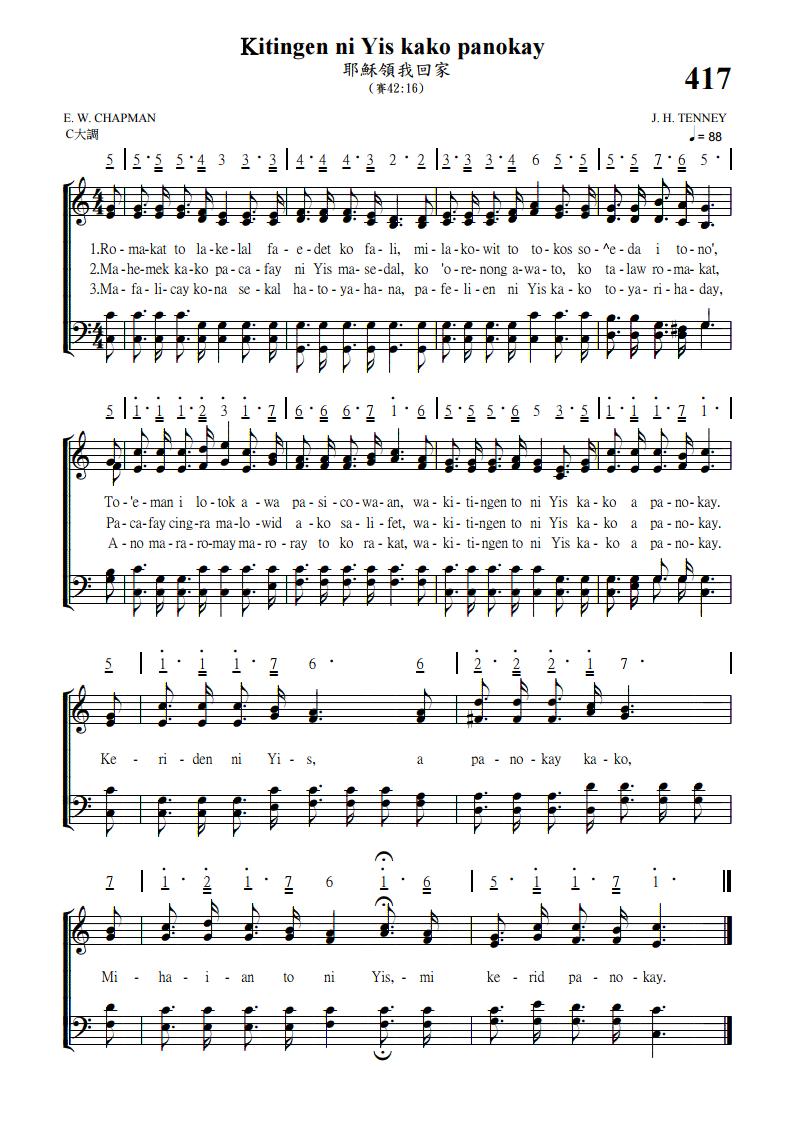 Kitingen ni Yis kako panokay
耶穌領我回家
（賽42:16）
417
E. W. CHAPMAN
J. H. TENNEY
C大調
♩= 88
5 5· 5 5· 4 3 3· 4· 4 4· 3 2 2· 3· 3 3· 4 6 5· 5· 5 7· 6 5·
1.Ro-ma-kat to la-ke-lal fa-e-det ko fa-li, mi-la-ko-wit to to-kos so-^e-da i to-no',
2.Ma-he-mek ka-ko pa-ca-fay ni Yis ma-se-dal, ko 'o-re-nong a-wa-to, ko ta-law ro-ma-kat,
3.Ma-fa-li-cay ko-na se-kal ha-to-ya-ha-na, pa-fe-li-en ni Yis ka-ko to-ya-ri-ha-day,
5 1· 1 1· 2 3 1· 7 6· 6 6· 7 1· 6 5· 5 5· 6 5 3· 5 1· 1 1· 7 1·
To-'e-man i lo-tok a-wa pa-si-co-wa-an, wa-ki-ti-ngen to ni Yis ka-ko a pa-no-kay.
Pa-ca-fay cing-ra ma-lo-wid a-ko sa-li-fet, wa-ki-ti-ngen to ni Yis ka-ko a pa-no-kay.
A-no ma-ra-ro-may ma-ro-ray to ko ra-kat, wa-ki-ti-ngen to ni Yis ka-ko a pa-no-kay.
5 1· 1 1· 7 6· 6 2· 2 2· 1 7·
Ke-ri-den ni Yi-s, a pa-no-kay ka-ko,
7 1· 2 1· 7 6 1· 6 5· 1 1· 7 1·
Mi-ha-i-an to ni Yis, mi ke-rid pa-no-kay.